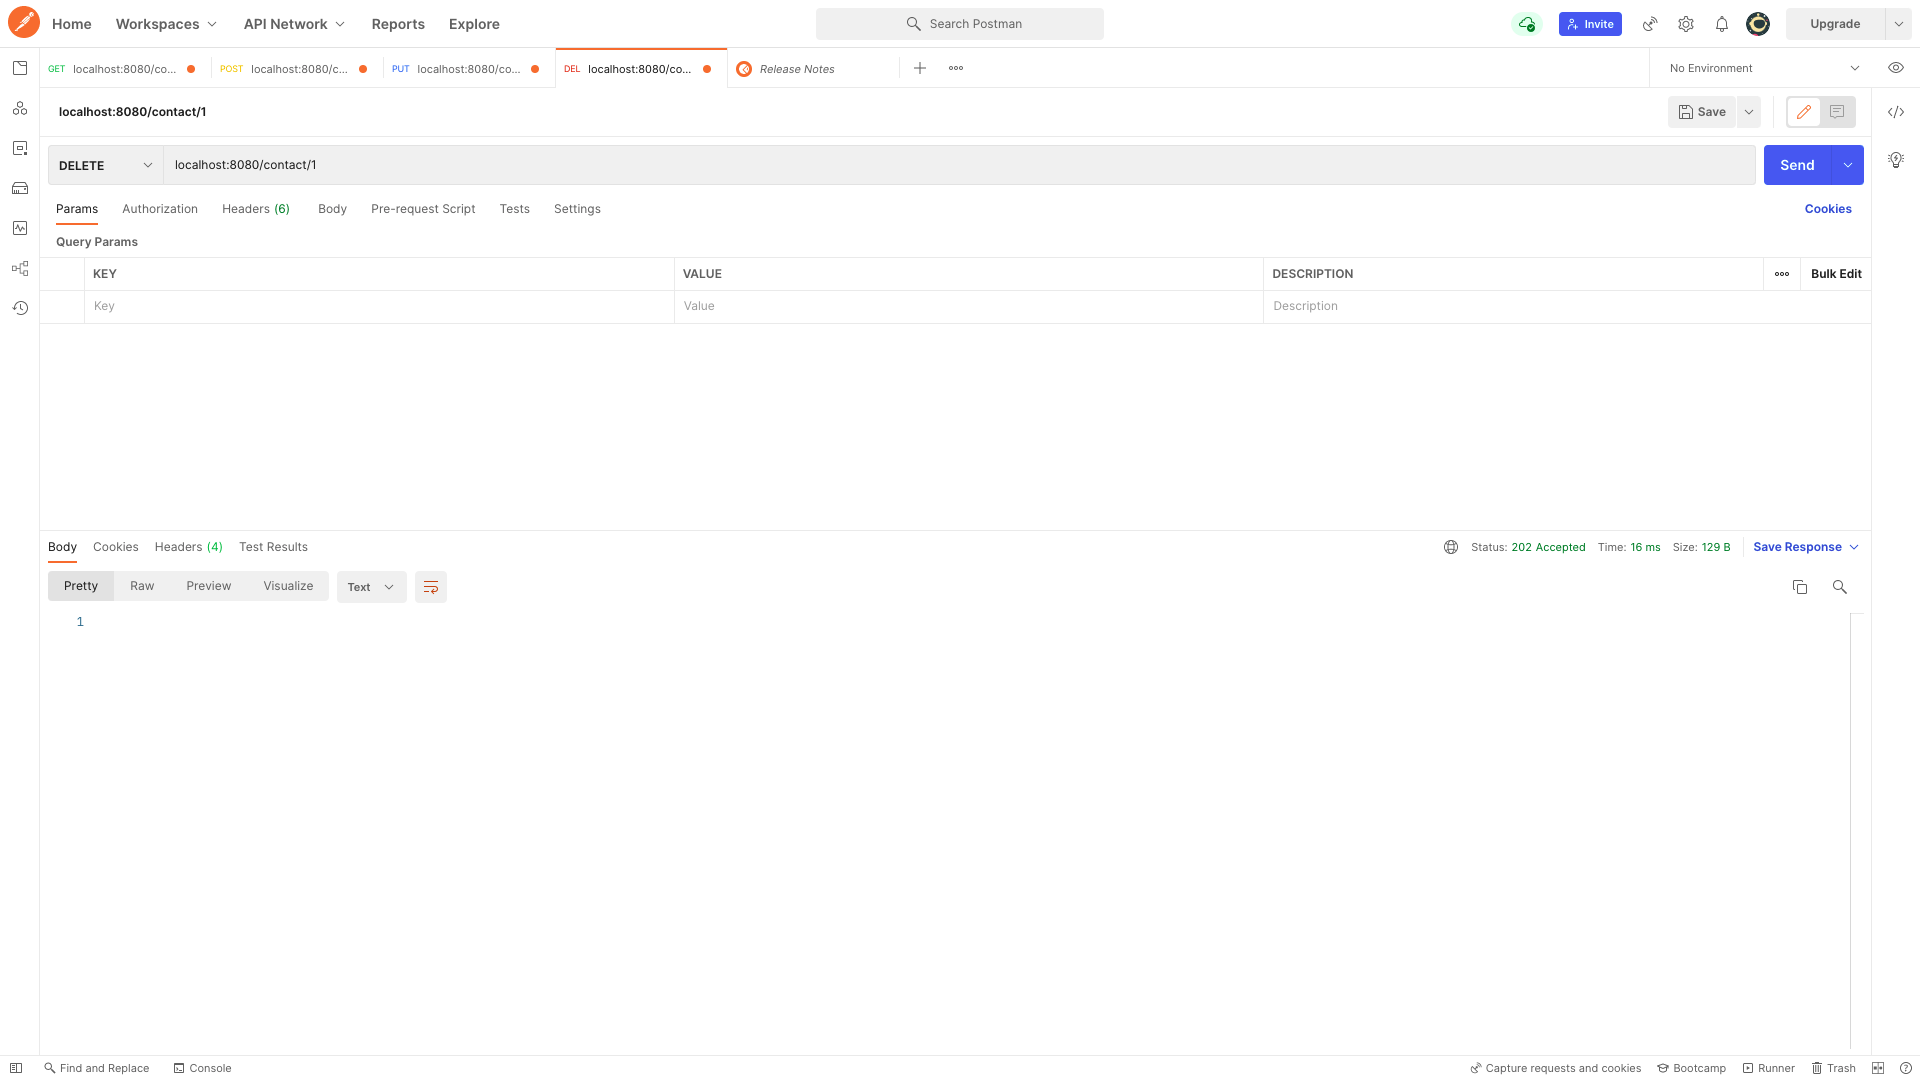 Home Workspaces API Network Reports Explore Search Postman Invite Upgrade
GET localhost:8080/co... POST localhost:8080/c... PUT localhost:8080/co... DEL localhost:8080/co... Release Notes No Environment
localhost:8080/contact/1 Save
DELETE localhost:8080/contact/1 Send
Params Authorization Headers (6) Body Pre-request Script Tests Settings Cookies
Query Params
KEY VALUE DESCRIPTION Bulk Edit
Key Value Description
Body Cookies Headers (4) Test Results Status: 202 Accepted Time: 16 ms Size: 129 B Save Response
Pretty Raw Preview Visualize Text
1
Find and Replace Console Capture requests and cookies Bootcamp Runner Trash